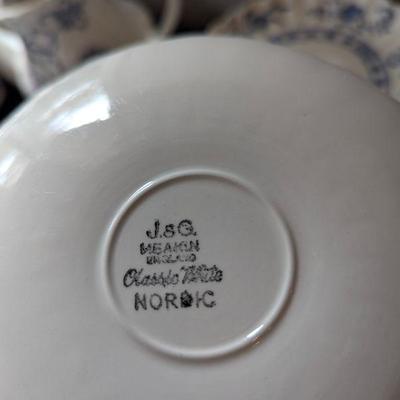 J.&G.
MEAKIN
ENGLAND
Classic White
NORDIC